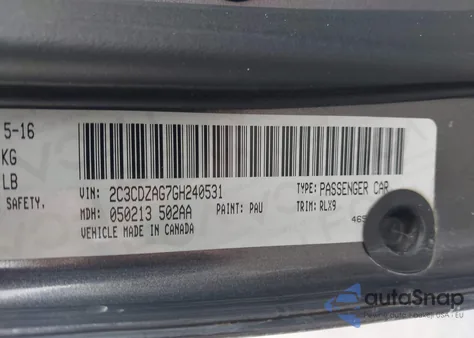 5-16
KG
LB
SAFETY,
VIN: 2C3CDZAG7GH240531 TYPE: PASSENGER CAR
MDH: 050213 502AA PAINT: PAU TRIM: RLX9
VEHICLE MADE IN CANADA
autoSnap